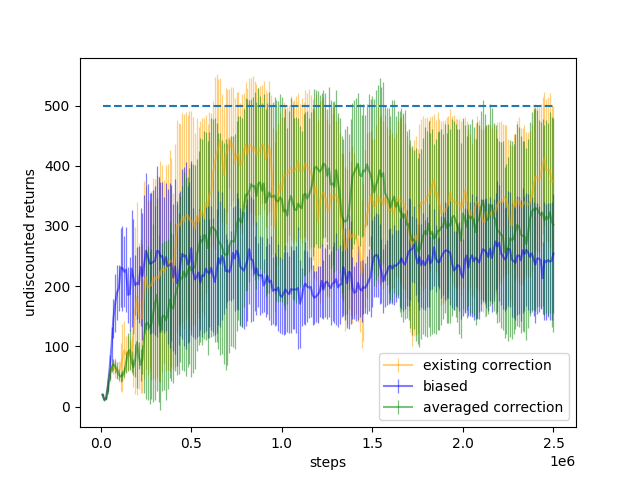 undiscounted returns
500
400
300
200
100
0
existing correction
biased
averaged correction
0.0 0.5 1.0 1.5 2.0 2.5
steps
1e6